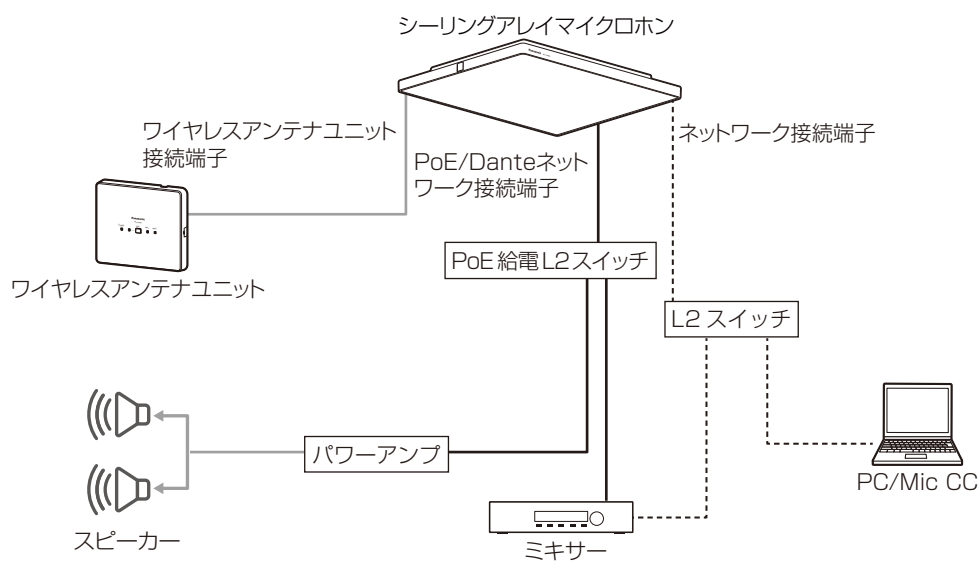 シーリングアレイマイクロホン
ワイヤレスアンテナユニット
接続端子
PoE/Danteネット
ワーク接続端子
ネットワーク接続端子
ワイヤレスアンテナユニット
PoE給電L2スイッチ
L2 スイッチ
パワーアンプ
スピーカー
ミキサー
PC/Mic CC